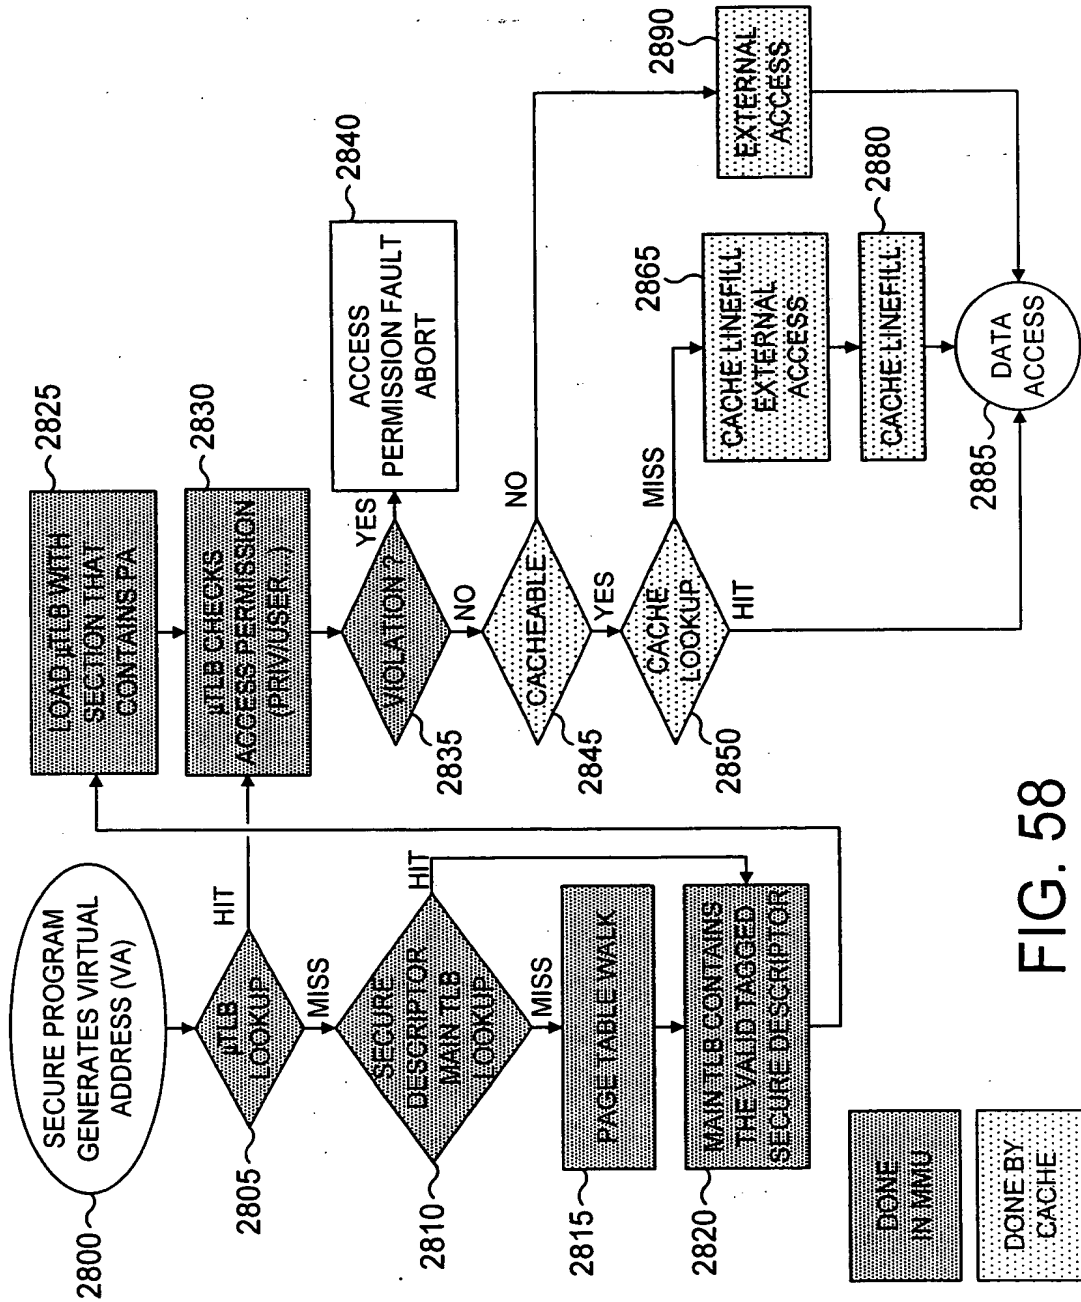 2800
SECURE PROGRAM
GENERATES VIRTUAL
ADDRESS (VA)
2805
µTLB
LOOKUP
HIT
MISS
2810
SECURE
DESCRIPTOR
MAIN TLB
LOOKUP
HIT
MISS
2815
PAGE TABLE WALK
2820
MAIN TLB CONTAINS
THE VALID TAGGED
SECURE DESCRIPTOR
2825
LOAD µTLB WITH
SECTION THAT
CONTAINS PA
2830
µTLB CHECKS
ACCESS PERMISSION
(PRIV/USER...)
2835
VIOLATION ?
YES
NO
2840
ACCESS
PERMISSION FAULT
ABORT
2845
CACHEABLE
NO
YES
2850
CACHE
LOOKUP
MISS
HIT
2865
CACHE LINEFILL
EXTERNAL
ACCESS
2880
CACHE LINEFILL
2890
EXTERNAL
ACCESS
2885
DATA
ACCESS
DONE
IN MMU
DONE BY
CACHE
FIG. 58